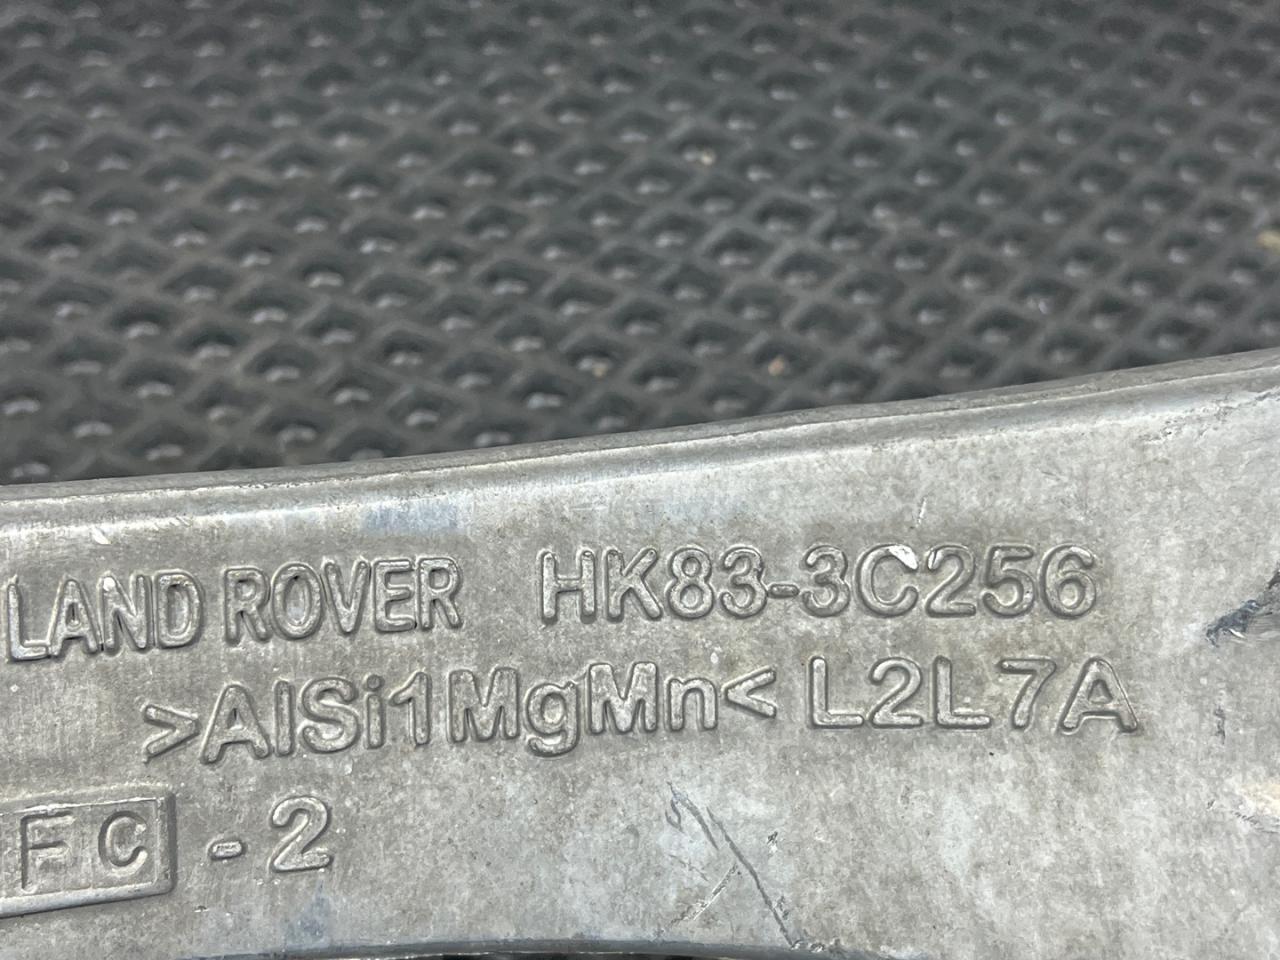 LAND ROVER HK83-3C256
>AlSi1MgMn< L2L7A
FC - 2